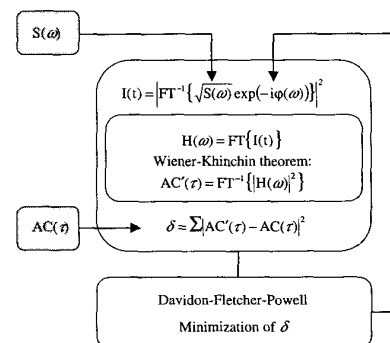 S(ω)
I(t) = |FT⁻¹{√S(ω) exp(−iφ(ω))}|²
H(ω) = FT{I(t)}
Wiener-Khinchin theorem:
AC′(τ) = FT⁻¹{|H(ω)|²}
AC(τ)
δ = Σ|AC′(τ) − AC(τ)|²
Davidon-Fletcher-Powell
Minimization of δ